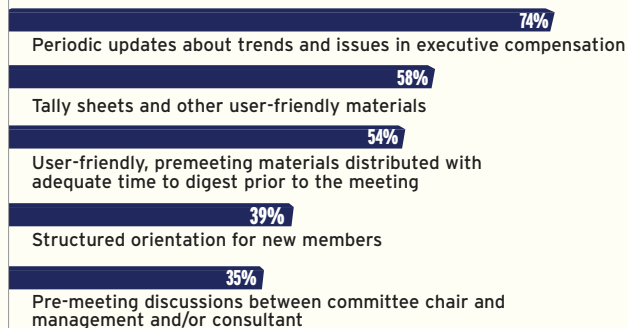 74%
Periodic updates about trends and issues in executive compensation
58%
Tally sheets and other user-friendly materials
54%
User-friendly, premeeting materials distributed with
adequate time to digest prior to the meeting
39%
Structured orientation for new members
35%
Pre-meeting discussions between committee chair and
management and/or consultant